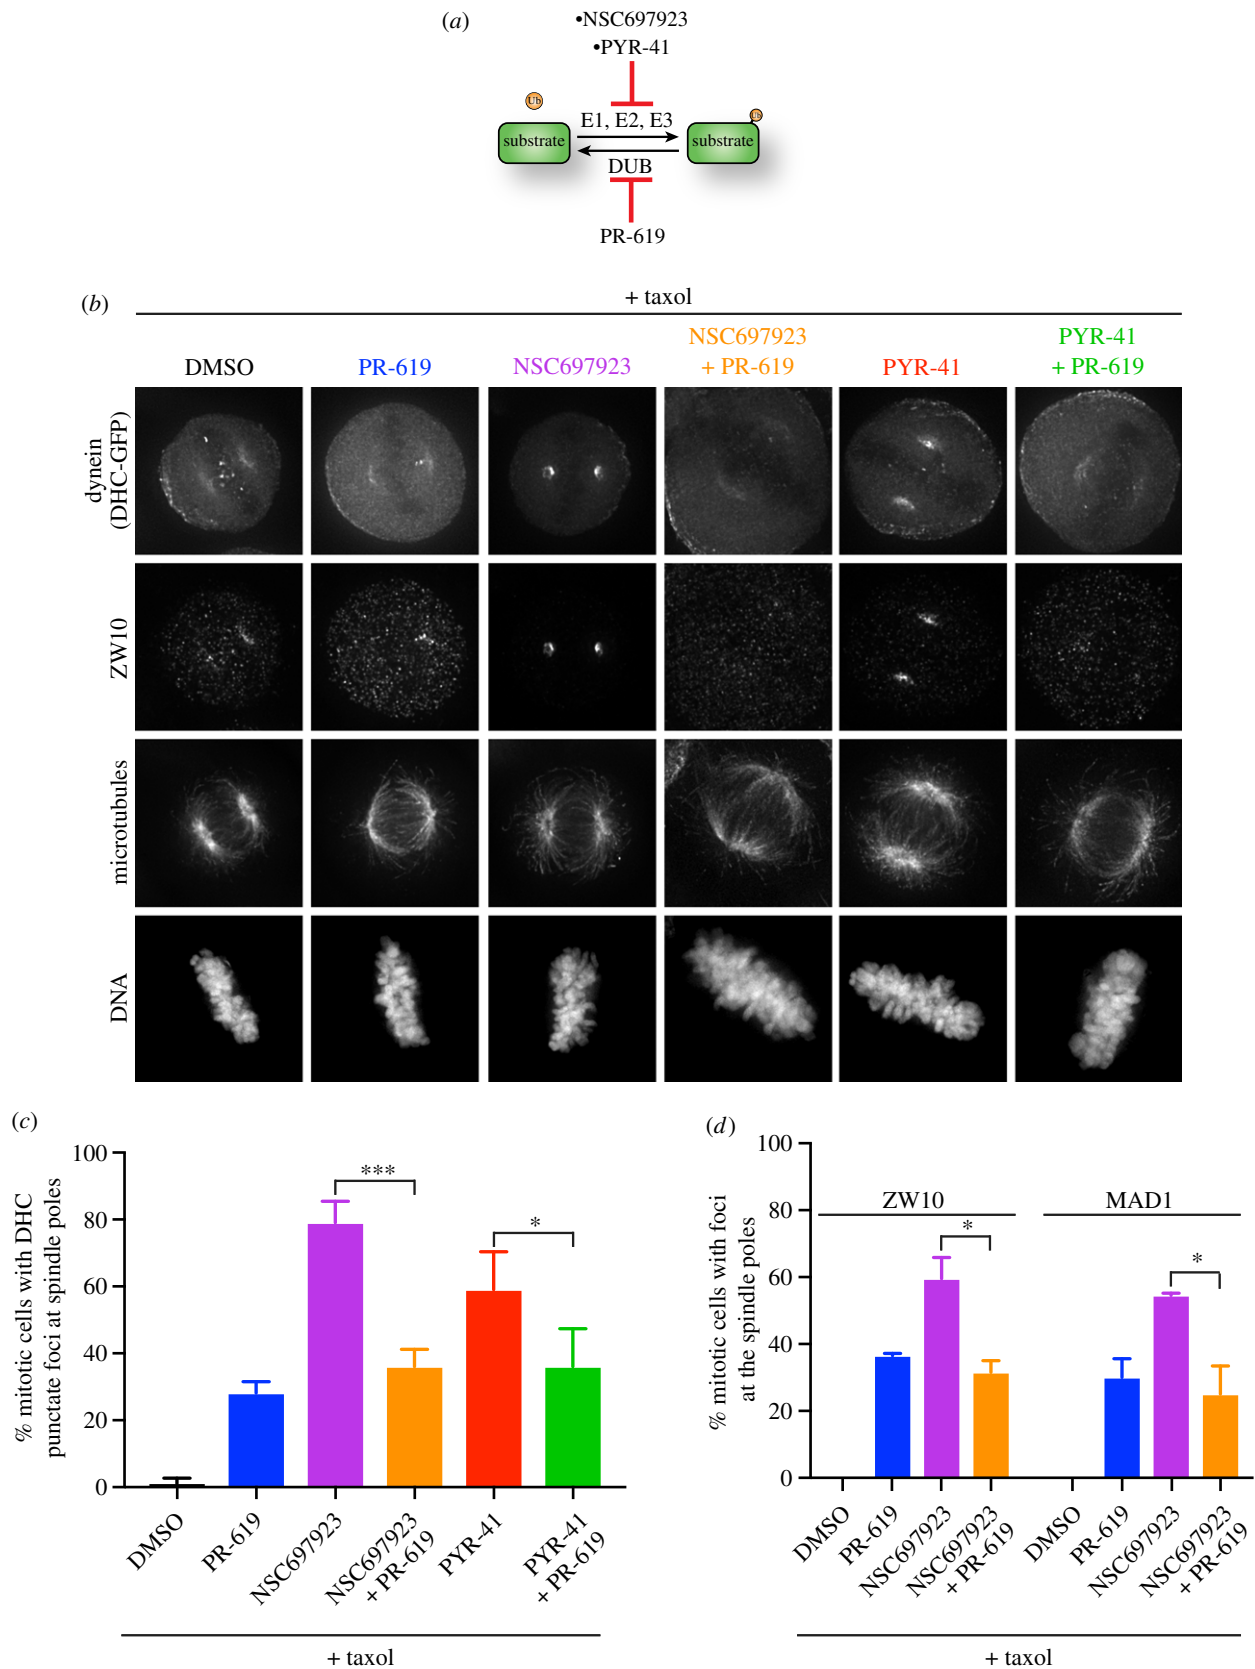 (a)
•NSC697923
•PYR-41
Ub
Ub
E1, E2, E3
substrate
substrate
DUB
PR-619
(b)
+ taxol
DMSO
PR-619
NSC697923
NSC697923
+ PR-619
PYR-41
PYR-41
+ PR-619
dynein
(DHC-GFP)
ZW10
microtubules
DNA
(c)
% mitotic cells with DHC
punctate foci at spindle poles
100
80
60
40
20
0
***
*
DMSO
PR-619
NSC697923
NSC697923
+ PR-619
PYR-41
PYR-41
+ PR-619
+ taxol
(d)
% mitotic cells with foci
at the spindle poles
100
80
60
40
20
0
ZW10
MAD1
*
*
DMSO
PR-619
NSC697923
NSC697923
+ PR-619
DMSO
PR-619
NSC697923
NSC697923
+ PR-619
+ taxol